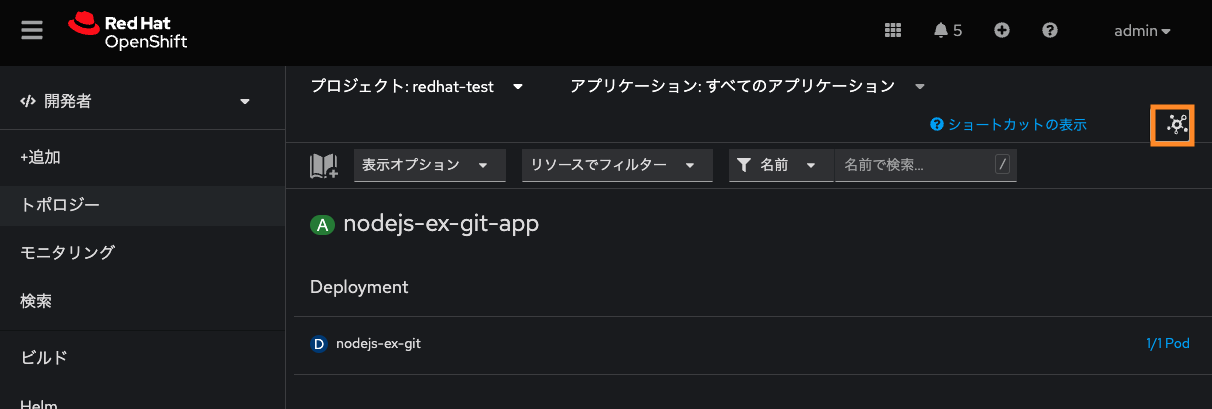 Red Hat
OpenShift
5
admin
</> 開発者
+追加
トポロジー
モニタリング
検索
ビルド
Helm
プロジェクト: redhat-test
アプリケーション: すべてのアプリケーション
ショートカットの表示
表示オプション
リソースでフィルター
名前
名前で検索...
/
A nodejs-ex-git-app
Deployment
D nodejs-ex-git
1/1 Pod